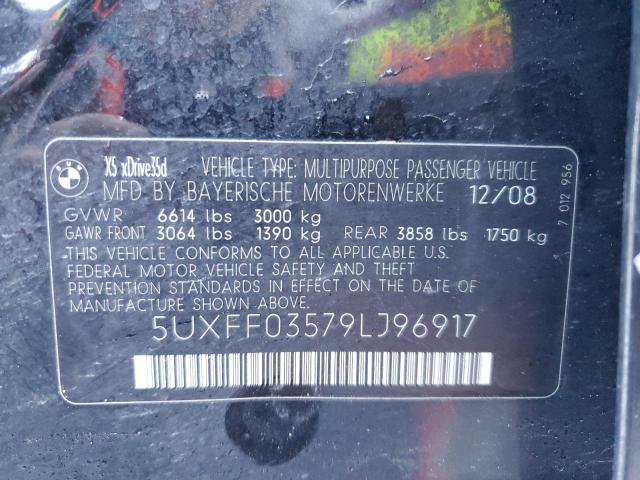 BMW X5 xDrive35d VEHICLE TYPE: MULTIPURPOSE PASSENGER VEHICLE
MFD BY BAYERISCHE MOTORENWERKE 12/08
GVWR 6614 lbs 3000 kg
GAWR FRONT 3064 lbs 1390 kg REAR 3858 lbs 1750 kg
THIS VEHICLE CONFORMS TO ALL APPLICABLE U.S.
FEDERAL MOTOR VEHICLE SAFETY AND THEFT
PREVENTION STANDARDS IN EFFECT ON THE DATE
OF MANUFACTURE SHOWN ABOVE.
5UXFF03579LJ96917
7 012 956